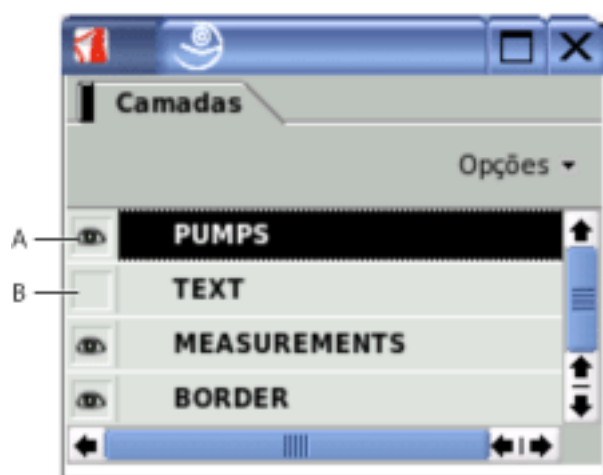 Camadas
Opções
A PUMPS
B TEXT
MEASUREMENTS
BORDER